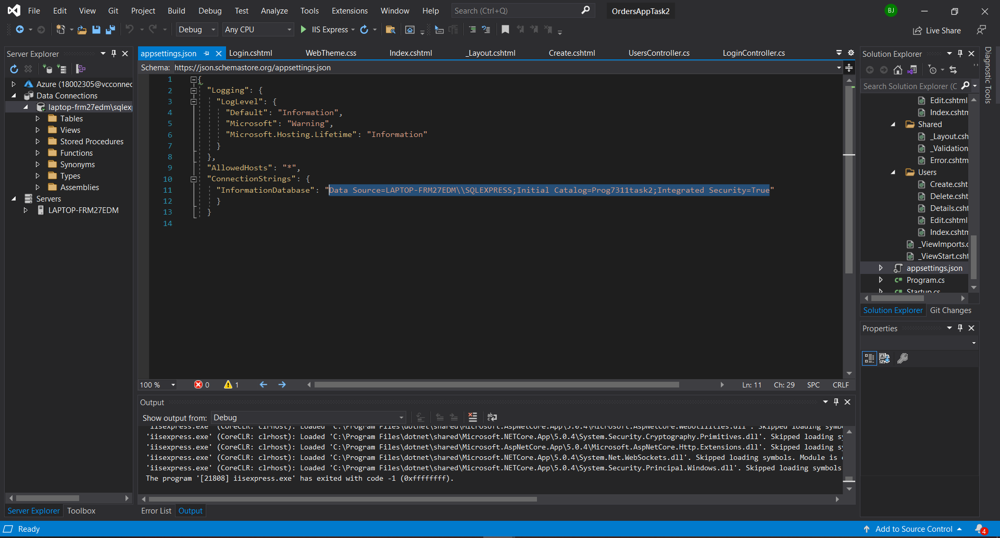 File Edit View Git Project Build Debug Test Analyze Tools Extensions Window Help Search (Ctrl+Q) OrdersAppTask2 BJ
Debug Any CPU IIS Express Live Share
Server Explorer
Azure (18002305@vcconnec
Data Connections
laptop-frm27edm\sqlexp
Tables
Views
Stored Procedures
Functions
Synonyms
Types
Assemblies
Servers
LAPTOP-FRM27EDM
Server Explorer Toolbox
appsettings.json Login.cshtml WebTheme.css Index.cshtml _Layout.cshtml Create.cshtml UsersController.cs LoginController.cs
Schema: https://json.schemastore.org/appsettings.json
1 {
2 "Logging": {
3 "LogLevel": {
4 "Default": "Information",
5 "Microsoft": "Warning",
6 "Microsoft.Hosting.Lifetime": "Information"
7 }
8 },
9 "AllowedHosts": "*",
10 "ConnectionStrings": {
11 "InformationDatabase": "Data Source=LAPTOP-FRM27EDM\\SQLEXPRESS;Initial Catalog=Prog7311task2;Integrated Security=True"
12 }
13 }
14
100 % 0 1 Ln: 11 Ch: 29 SPC CRLF
Output
Show output from: Debug
'iisexpress.exe' (CoreCLR: clrhost): Loaded 'C:\Program Files\dotnet\shared\Microsoft.AspNetCore.App\5.0.4\Microsoft.AspNetCore.WebUtilities.dll'. Skipped loading symb
'iisexpress.exe' (CoreCLR: clrhost): Loaded 'C:\Program Files\dotnet\shared\Microsoft.NETCore.App\5.0.4\System.Security.Cryptography.Primitives.dll'. Skipped loading s
'iisexpress.exe' (CoreCLR: clrhost): Loaded 'C:\Program Files\dotnet\shared\Microsoft.AspNetCore.App\5.0.4\Microsoft.AspNetCore.Http.Extensions.dll'. Skipped loading s
'iisexpress.exe' (CoreCLR: clrhost): Loaded 'C:\Program Files\dotnet\shared\Microsoft.NETCore.App\5.0.4\System.Net.WebSockets.dll'. Skipped loading symbols. Module is
'iisexpress.exe' (CoreCLR: clrhost): Loaded 'C:\Program Files\dotnet\shared\Microsoft.NETCore.App\5.0.4\System.Security.Principal.Windows.dll'. Skipped loading symbols
The program '[21808] iisexpress.exe' has exited with code -1 (0xffffffff).
Error List Output
Solution Explorer
Search Solution Explorer (C
Edit.cshtml
Index.cshtm
Shared
_Layout.csh
_Validation
Error.cshtm
Users
Create.csht
Delete.csht
Details.csht
Edit.cshtml
Index.cshtm
_ViewImports.c
_ViewStart.csht
appsettings.json
Program.cs
Startup.cs
Solution Explorer Git Changes
Properties
Diagnostic Tools
Ready Add to Source Control 4